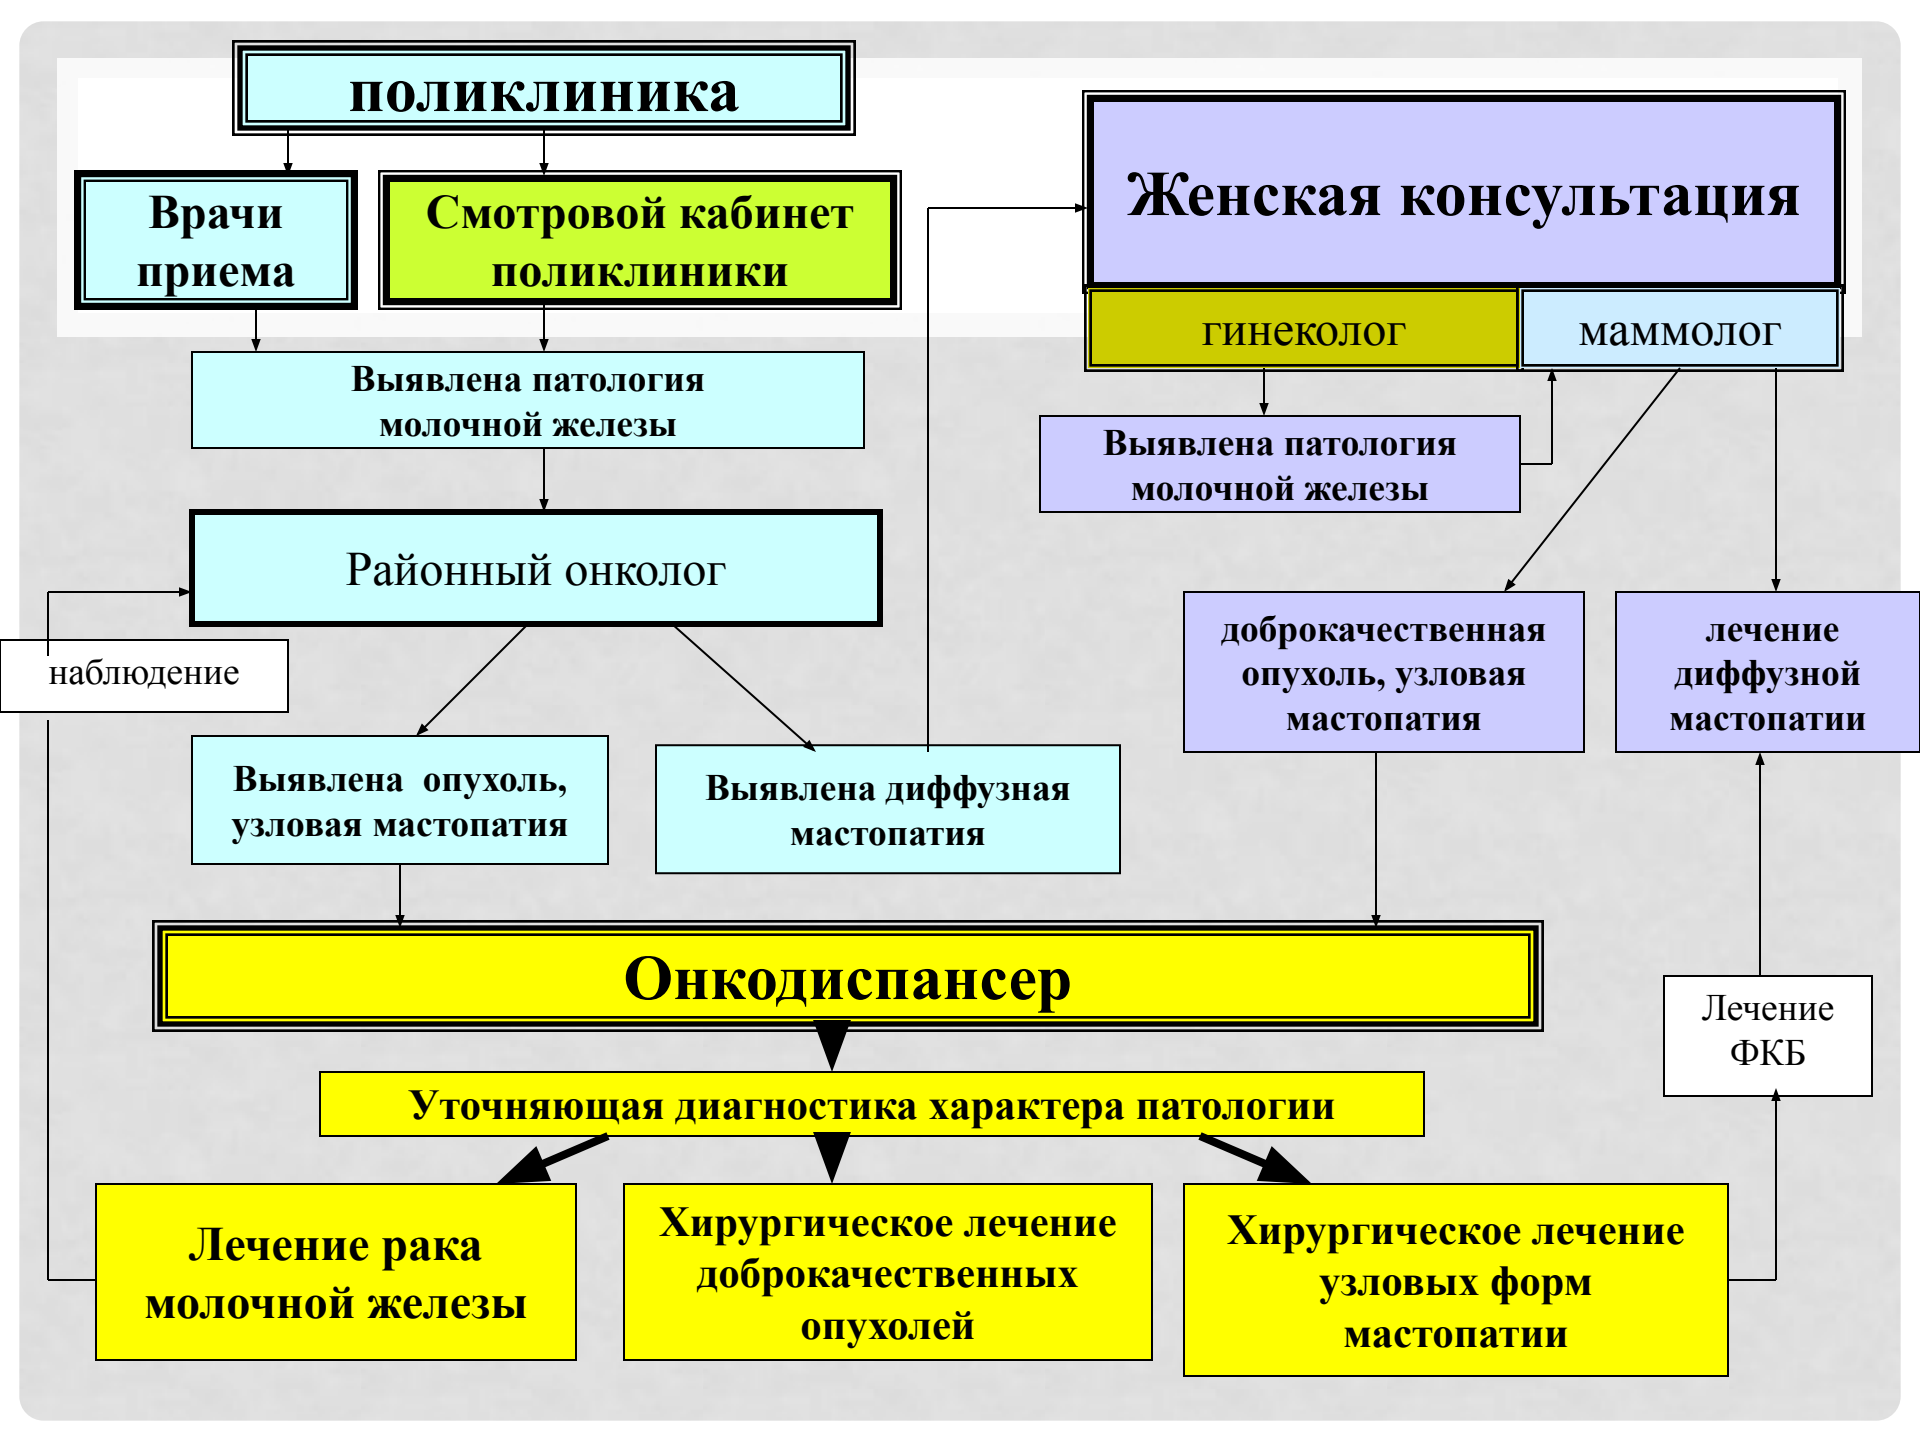 поликлиника
Врачи
приема
Смотровой кабинет
поликлиники
Женская консультация
гинеколог
маммолог
Выявлена патология
молочной железы
Выявлена патология
молочной железы
Районный онколог
наблюдение
доброкачественная
опухоль, узловая
мастопатия
лечение
диффузной
мастопатии
Выявлена  опухоль,
узловая мастопатия
Выявлена диффузная
мастопатия
Онкодиспансер
Лечение
ФКБ
Уточняющая диагностика характера патологии
Лечение рака
молочной железы
Хирургическое лечение
доброкачественных
опухолей
Хирургическое лечение
узловых форм
мастопатии